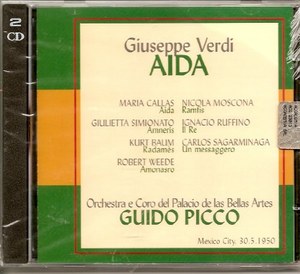 2
CD
Giuseppe Verdi
AIDA
MARIA CALLAS
Aida
NICOLA MOSCONA
Ramfis
GIULIETTA SIMIONATO
Amneris
IGNACIO RUFFINO
Il Re
KURT BAUM
Radamès
CARLOS SAGARMINAGA
Un messaggero
ROBERT WEEDE
Amonasro
Orchestra e Coro del Palacio de las Bellas Artes
GUIDO PICCO
Mexico City, 30.5.1950